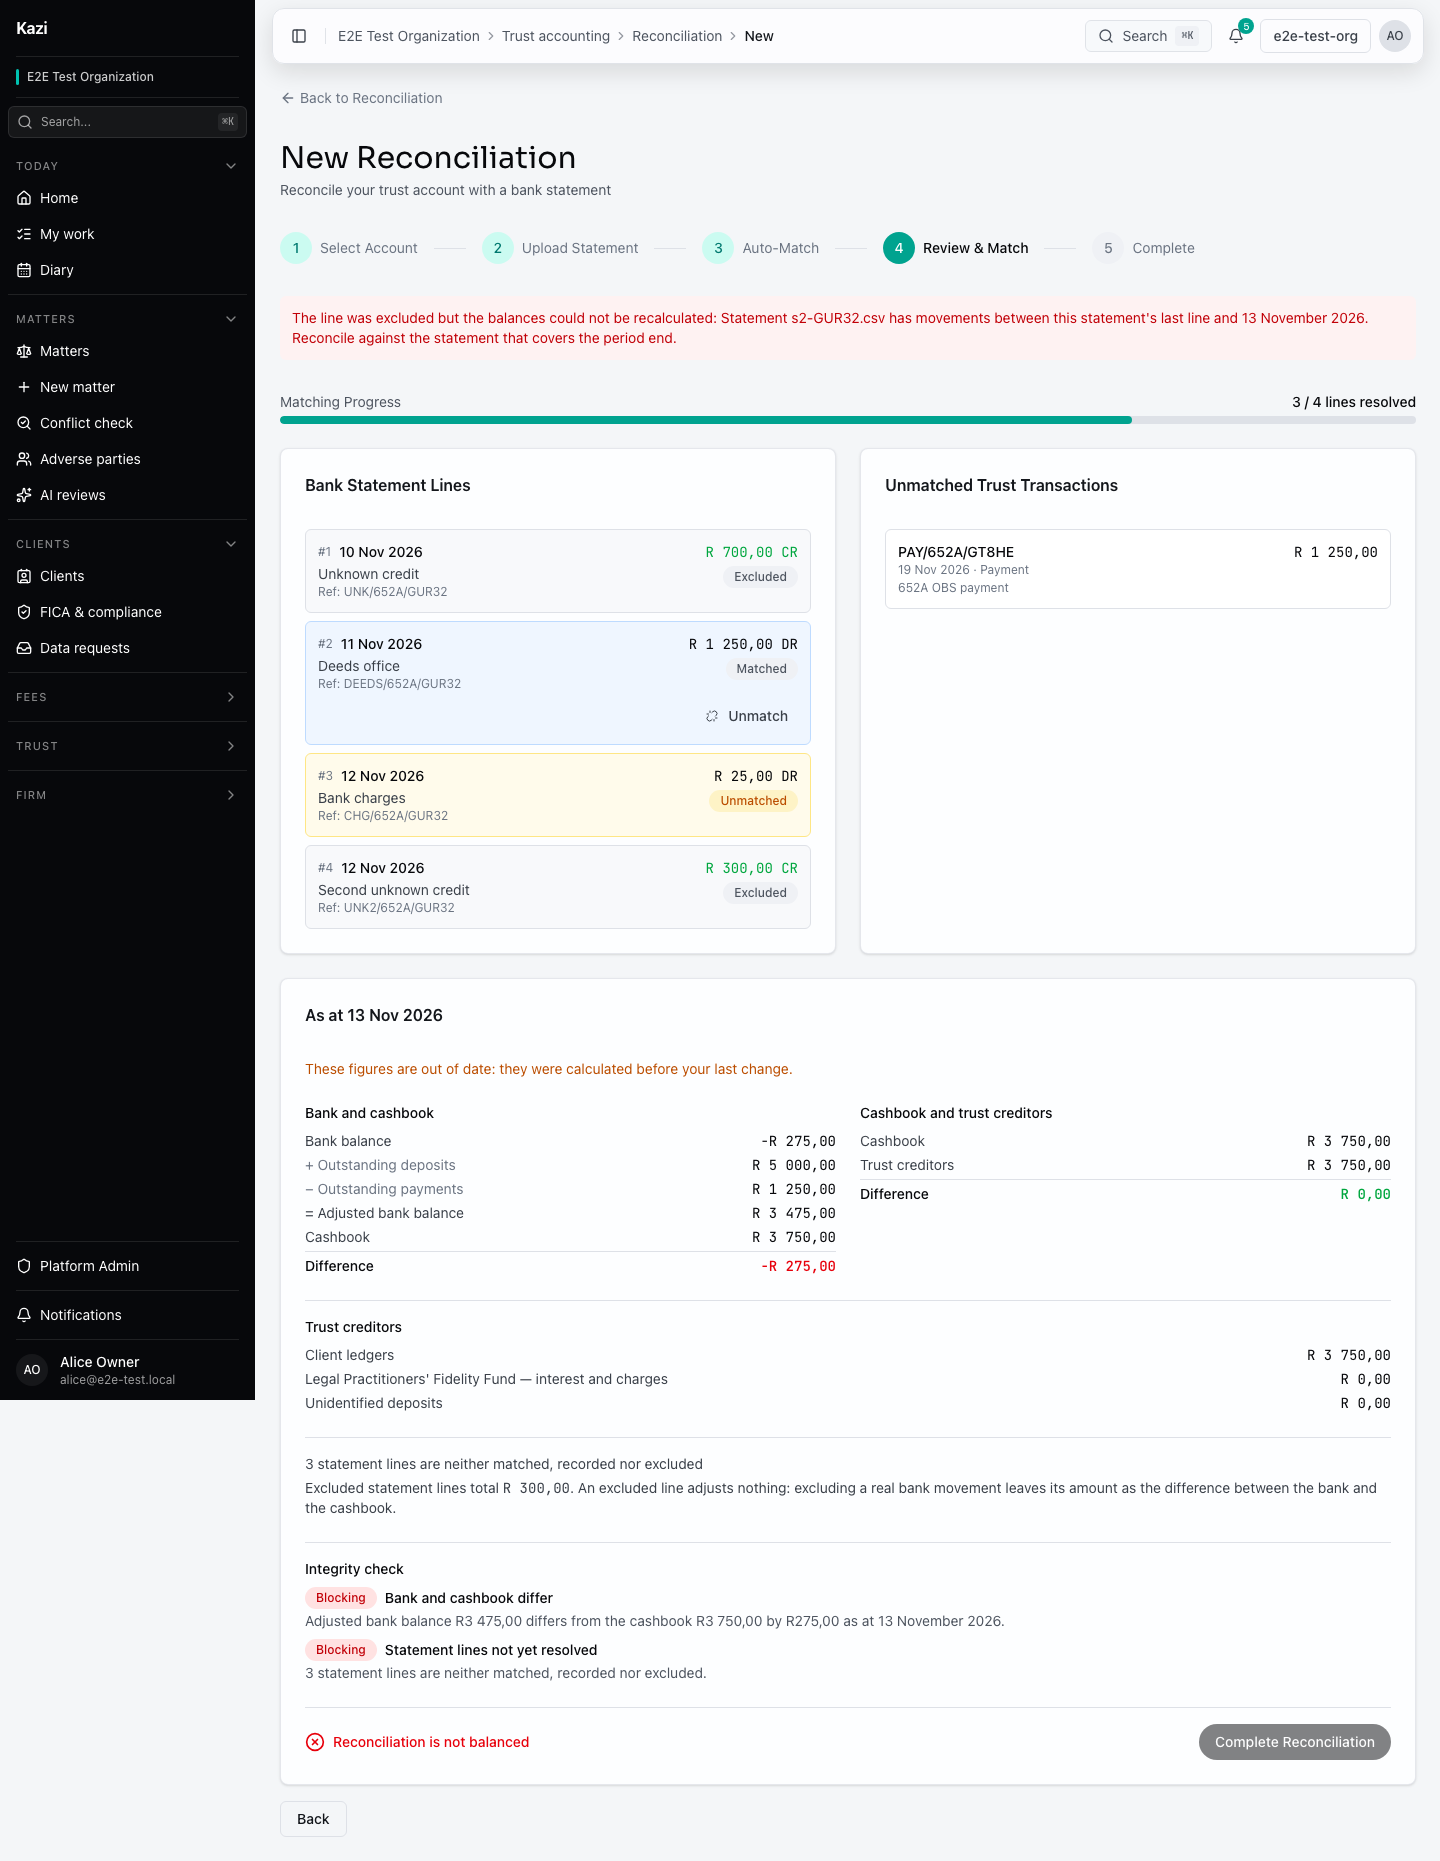 Kazi
E2E Test Organization
Search...
⌘K
TODAY
Home
My work
Diary
MATTERS
Matters
New matter
Conflict check
Adverse parties
AI reviews
CLIENTS
Clients
FICA & compliance
Data requests
FEES
TRUST
FIRM
Platform Admin
Notifications
AO
Alice Owner
alice@e2e-test.local
E2E Test Organization
Trust accounting
Reconciliation
New
Search
⌘K
5
e2e-test-org
AO
Back to Reconciliation
New Reconciliation
Reconcile your trust account with a bank statement
1 Select Account
2 Upload Statement
3 Auto-Match
4 Review & Match
5 Complete
The line was excluded but the balances could not be recalculated: Statement s2-GUR32.csv has movements between this statement's last line and 13 November 2026.
Reconcile against the statement that covers the period end.
Matching Progress
3 / 4 lines resolved
Bank Statement Lines
#1 10 Nov 2026 R 700,00 CR
Unknown credit Excluded
Ref: UNK/652A/GUR32
#2 11 Nov 2026 R 1 250,00 DR
Deeds office Matched
Ref: DEEDS/652A/GUR32
Unmatch
#3 12 Nov 2026 R 25,00 DR
Bank charges Unmatched
Ref: CHG/652A/GUR32
#4 12 Nov 2026 R 300,00 CR
Second unknown credit Excluded
Ref: UNK2/652A/GUR32
Unmatched Trust Transactions
PAY/652A/GT8HE R 1 250,00
19 Nov 2026 · Payment
652A OBS payment
As at 13 Nov 2026
These figures are out of date: they were calculated before your last change.
Bank and cashbook
Bank balance -R 275,00
+ Outstanding deposits R 5 000,00
− Outstanding payments R 1 250,00
= Adjusted bank balance R 3 475,00
Cashbook R 3 750,00
Difference -R 275,00
Cashbook and trust creditors
Cashbook R 3 750,00
Trust creditors R 3 750,00
Difference R 0,00
Trust creditors
Client ledgers R 3 750,00
Legal Practitioners' Fidelity Fund — interest and charges R 0,00
Unidentified deposits R 0,00
3 statement lines are neither matched, recorded nor excluded
Excluded statement lines total R 300,00. An excluded line adjusts nothing: excluding a real bank movement leaves its amount as the difference between the bank and
the cashbook.
Integrity check
Blocking Bank and cashbook differ
Adjusted bank balance R3 475,00 differs from the cashbook R3 750,00 by R275,00 as at 13 November 2026.
Blocking Statement lines not yet resolved
3 statement lines are neither matched, recorded nor excluded.
Reconciliation is not balanced
Complete Reconciliation
Back